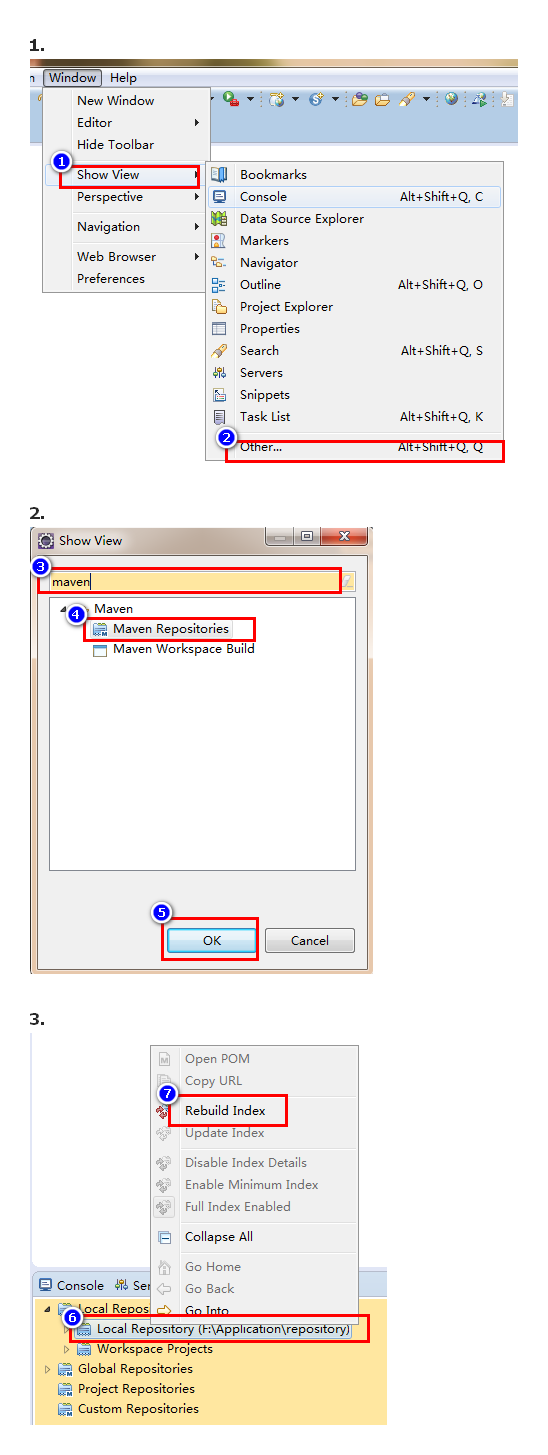 1.
n Window Help
New Window
Editor
Hide Toolbar
1
Show View
Bookmarks
Perspective
Console Alt+Shift+Q, C
Data Source Explorer
Navigation
Markers
Web Browser
Navigator
Preferences
Outline Alt+Shift+Q, O
Project Explorer
Properties
Search Alt+Shift+Q, S
Servers
Snippets
Task List Alt+Shift+Q, K
2
Other... Alt+Shift+Q, Q
2.
Show View
3
maven
Maven
4
Maven Repositories
Maven Workspace Build
5
OK Cancel
3.
Open POM
Copy URL
7
Rebuild Index
Update Index
Disable Index Details
Enable Minimum Index
Full Index Enabled
Collapse All
Go Home
Console Ser
Go Back
Local Repos
Go Into
6
Local Repository (F:\Application\repository)
Workspace Projects
Global Repositories
Project Repositories
Custom Repositories